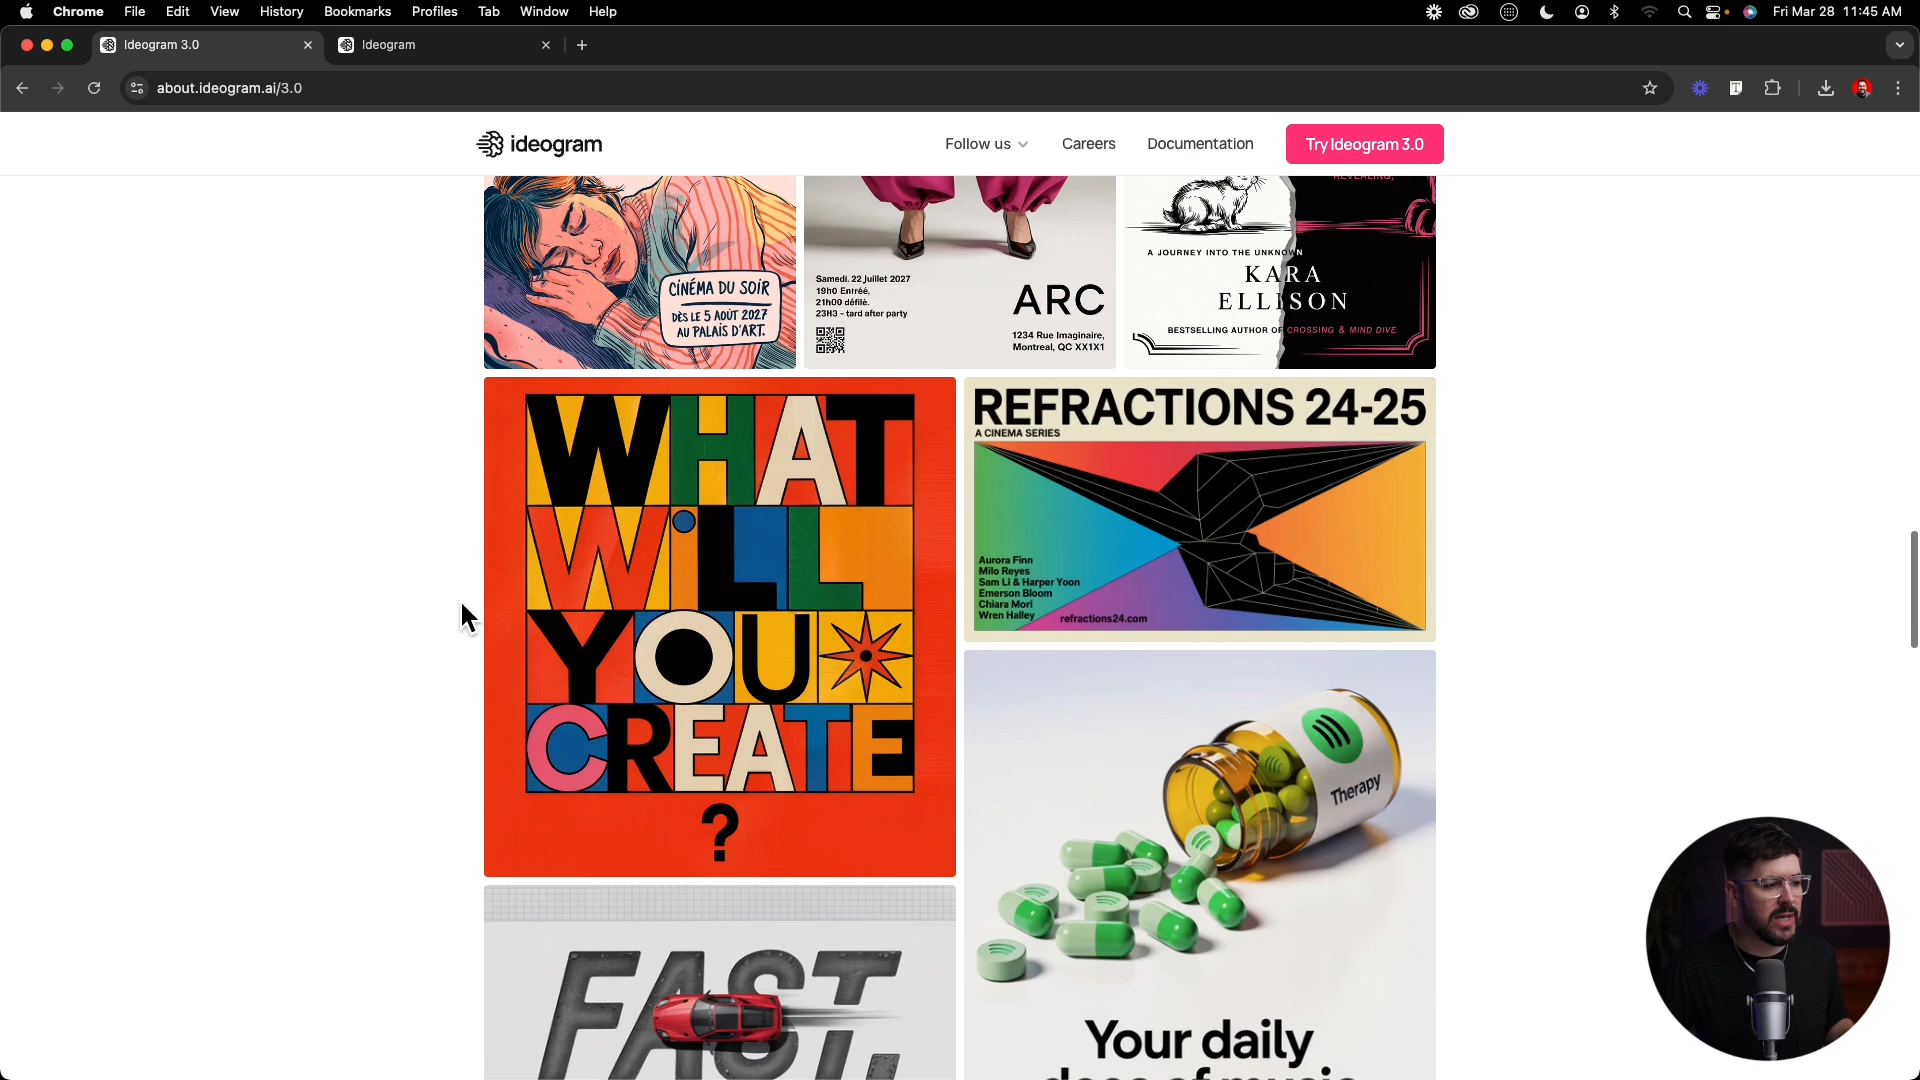 Chrome File Edit View History Bookmarks Profiles Tab Window Help
Fri Mar 28 11:45 AM
Ideogram 3.0
Ideogram
about.ideogram.ai/3.0
ideogram
Follow us
Careers
Documentation
Try Ideogram 3.0
CINÉMA DU SOIR
DÈS LE 5 AOÛT 2027
AU PALAIS D'ART.
Samedi. 22 Juillet 2027
19h0 Entréé,
21h00 défilé.
23H3 - tard after party
ARC
1234 Rue Imaginaire,
Montreal, QC XX1X1
REVEALING,
A JOURNEY INTO THE UNKNOWN
KARA
ELLISON
BESTSELLING AUTHOR OF CROSSING & MIND DIVE
WHAT
WiLL
YOU
CREATE
?
REFRACTIONS 24-25
A CINEMA SERIES
Aurora Finn
Milo Reyes
Sam Li & Harper Yoon
Emerson Bloom
Chiara Mori
Wren Halley
refractions24.com
Therapy
FAST.
Your daily
dose of music